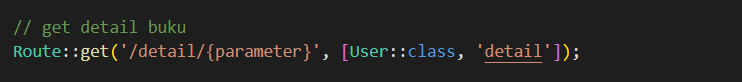 // get detail buku
Route::get('/detail/{parameter}', [User::class, 'detail']);